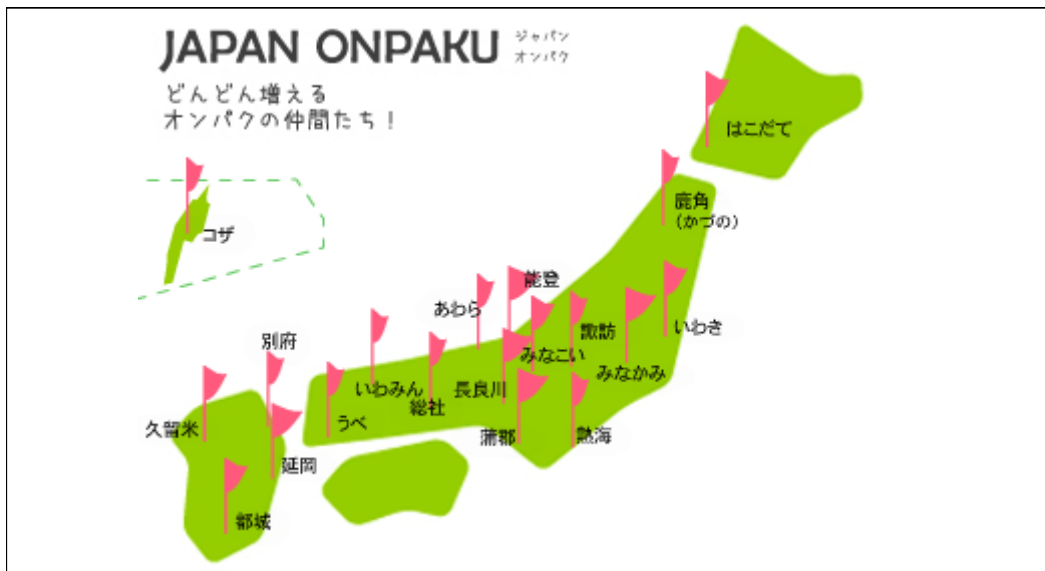 JAPAN ONPAKU
ジャパン
オンパク
どんどん増える
オンパクの仲間たち！
はこだて
鹿角
（かづの）
コザ
能登
あわら
いわき
諏訪
みなこい
みなかみ
別府
いわみん
長良川
総社
久留米
うべ
蒲郡
熱海
延岡
都城